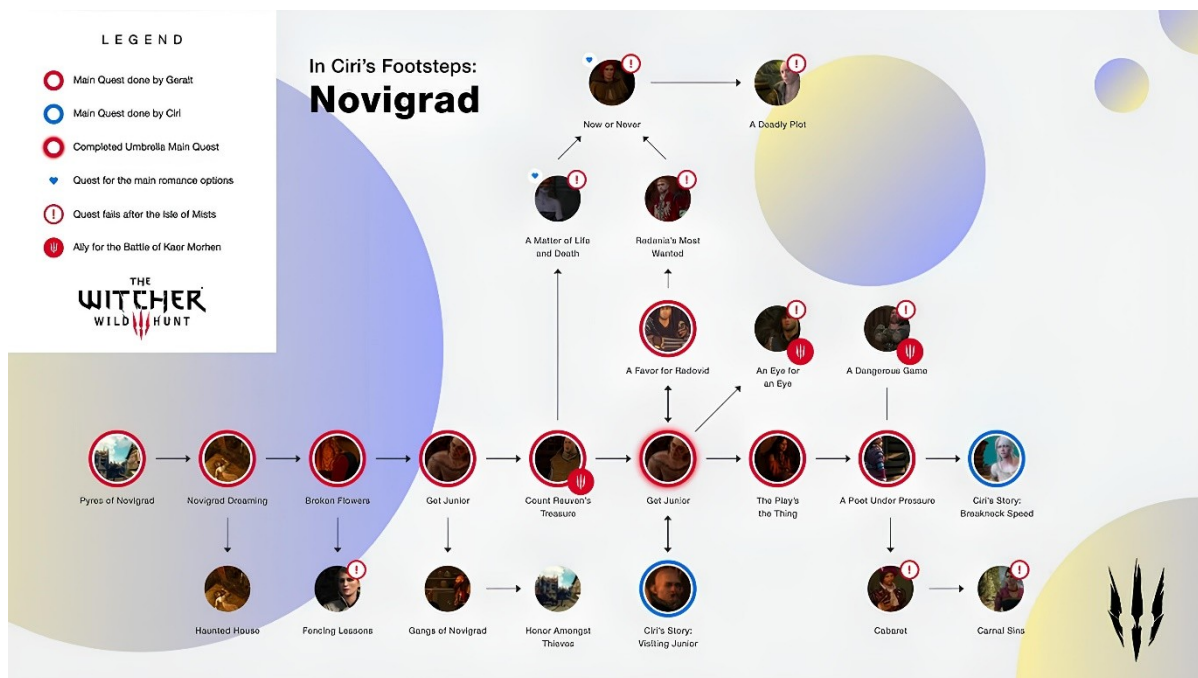 LEGEND
Main Quest done by Geralt
Main Quest done by Ciri
Completed Umbrella Main Quest
Quest for the main romance options
Quest fails after the Isle of Mists
Ally for the Battle of Kaer Morhen
THE
WITCHER
WILD HUNT
In Ciri's Footsteps:
Novigrad
Now or Never
A Deadly Plot
A Matter of Life
and Death
Redania's Most
Wanted
A Favor for Radovid
An Eye for
an Eye
A Dangerous Game
Pyres of Novigrad
Novigrad Dreaming
Broken Flowers
Get Junior
Count Reuven's
Treasure
Get Junior
The Play's
the Thing
A Poet Under Pressure
Ciri's Story:
Breakneck Speed
Haunted House
Fencing Lessons
Gangs of Novigrad
Honor Amongst
Thieves
Ciri's Story:
Visiting Junior
Cabaret
Carnal Sins